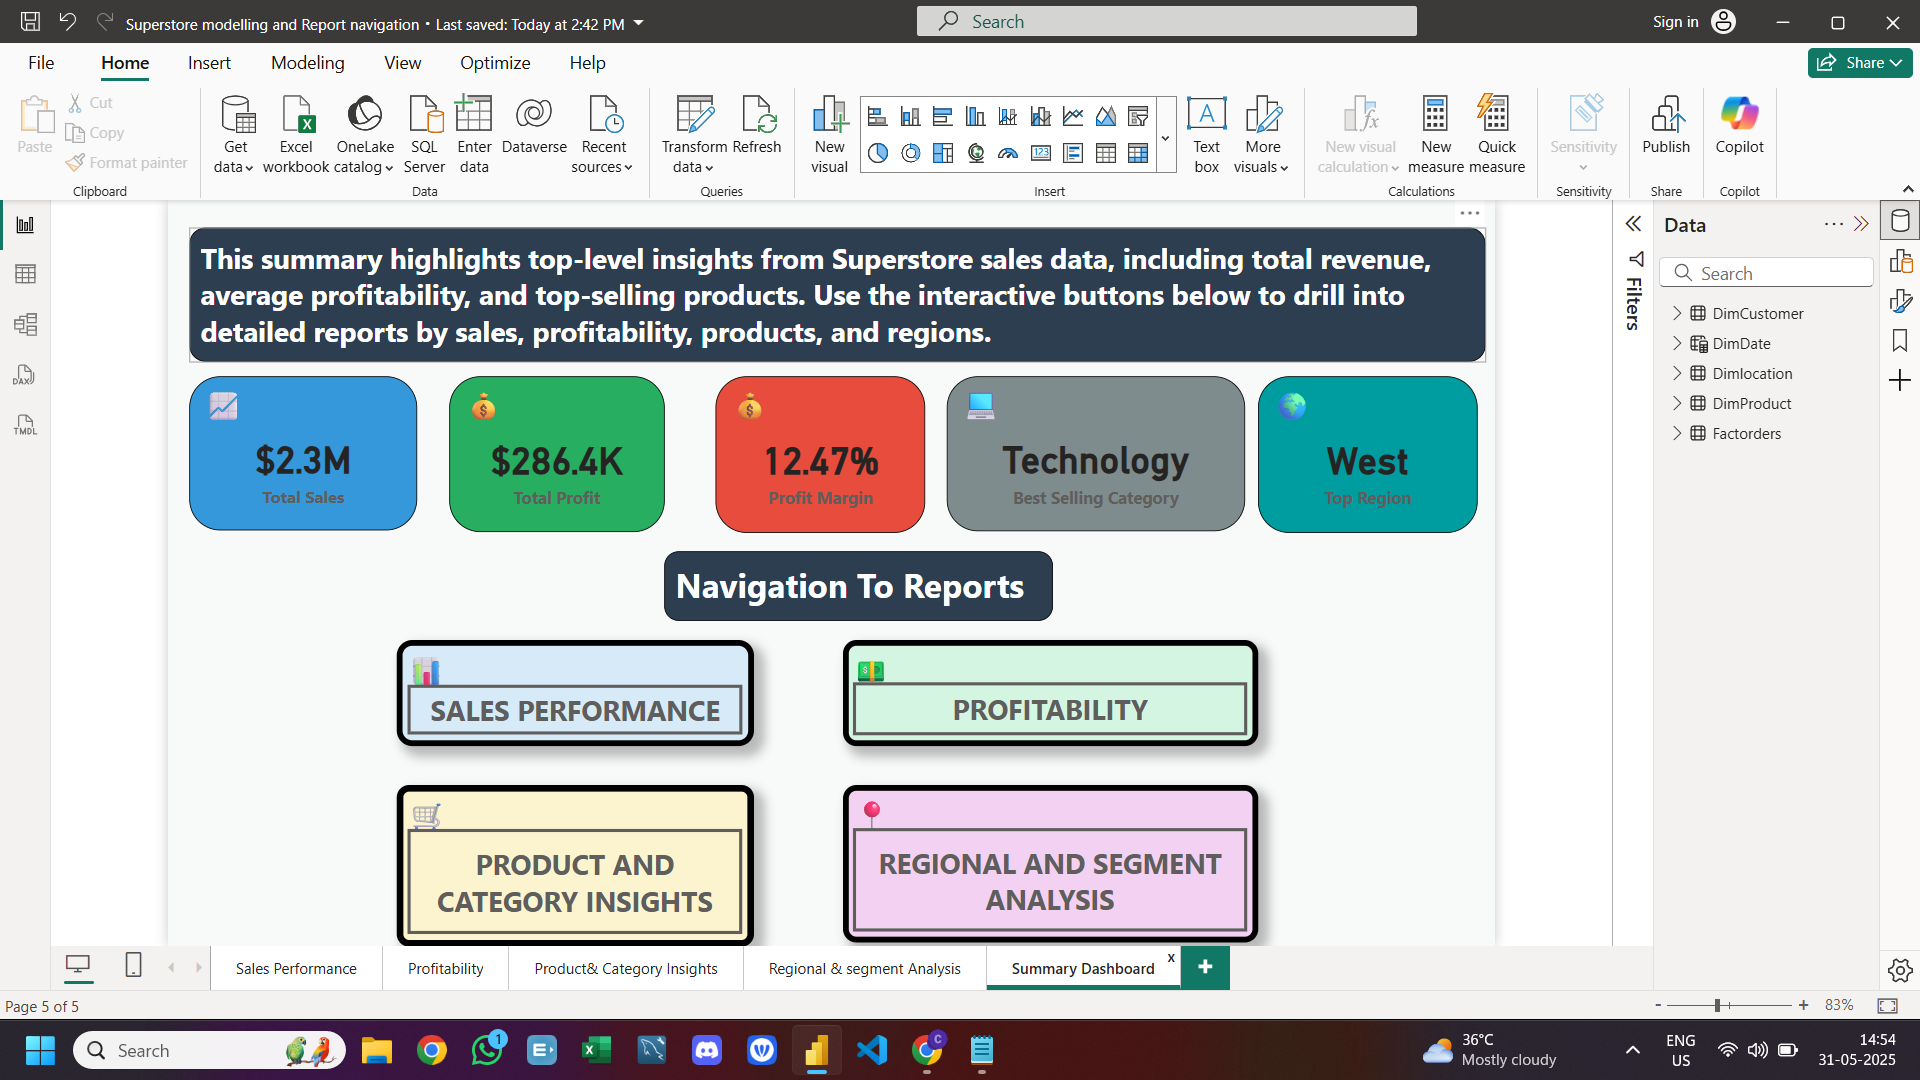 Superstore modelling and Report navigation • Last saved: Today at 2:42 PM
Search
Sign in
File
Home
Insert
Modeling
View
Optimize
Help
Share
Paste
Cut
Copy
Format painter
Clipboard
Get
data
Excel
workbook
OneLake
catalog
SQL
Server
Enter
data
Dataverse
Recent
sources
Data
Transform
data
Refresh
Queries
New
visual
Text
box
More
visuals
Insert
New visual
calculation
New
measure
Quick
measure
Calculations
Sensitivity
Sensitivity
Publish
Share
Copilot
Copilot
DAX
TMDL
This summary highlights top-level insights from Superstore sales data, including total revenue,
average profitability, and top-selling products. Use the interactive buttons below to drill into
detailed reports by sales, profitability, products, and regions.
$2.3M
Total Sales
$286.4K
Total Profit
12.47%
Profit Margin
Technology
Best Selling Category
West
Top Region
Navigation To Reports
SALES PERFORMANCE
PROFITABILITY
PRODUCT AND
CATEGORY INSIGHTS
REGIONAL AND SEGMENT
ANALYSIS
Filters
Data
Search
DimCustomer
DimDate
Dimlocation
DimProduct
Factorders
Sales Performance
Profitability
Product& Category Insights
Regional & segment Analysis
Summary Dashboard
x
+
Page 5 of 5
- + 83%
Search
1
C
36°C
Mostly cloudy
ENG
US
14:54
31-05-2025